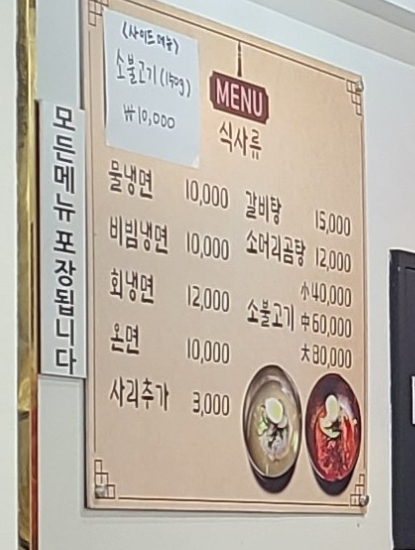 <사이드메뉴>
소불고기(150g)
₩10,000
MENU
식사류
모든메뉴 포장됩니다
물냉면 10,000
비빔냉면 10,000
회냉면 12,000
온면 10,000
사리추가 3,000
갈비탕 15,000
소머리곰탕 12,000
소불고기 小40,000
中60,000
大80,000